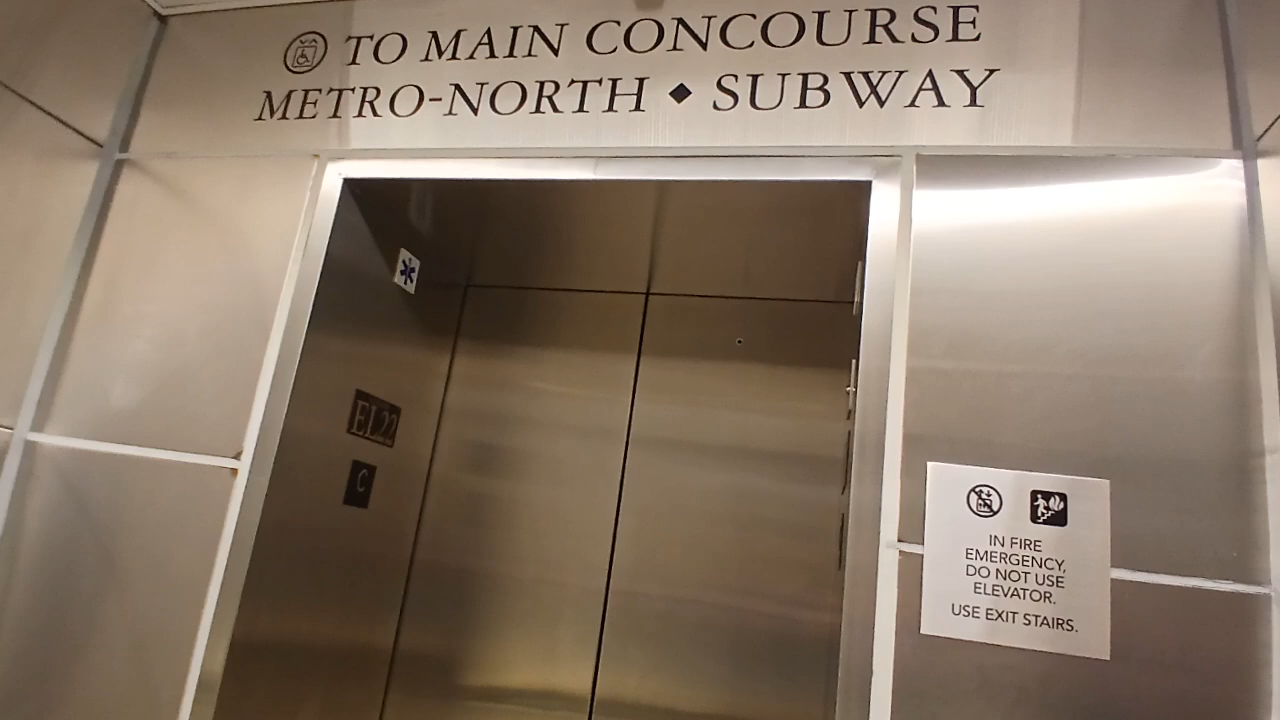 TO MAIN CONCOURSE
METRO-NORTH ◆ SUBWAY
EL22
C
IN FIRE
EMERGENCY,
DO NOT USE
ELEVATOR.
USE EXIT STAIRS.